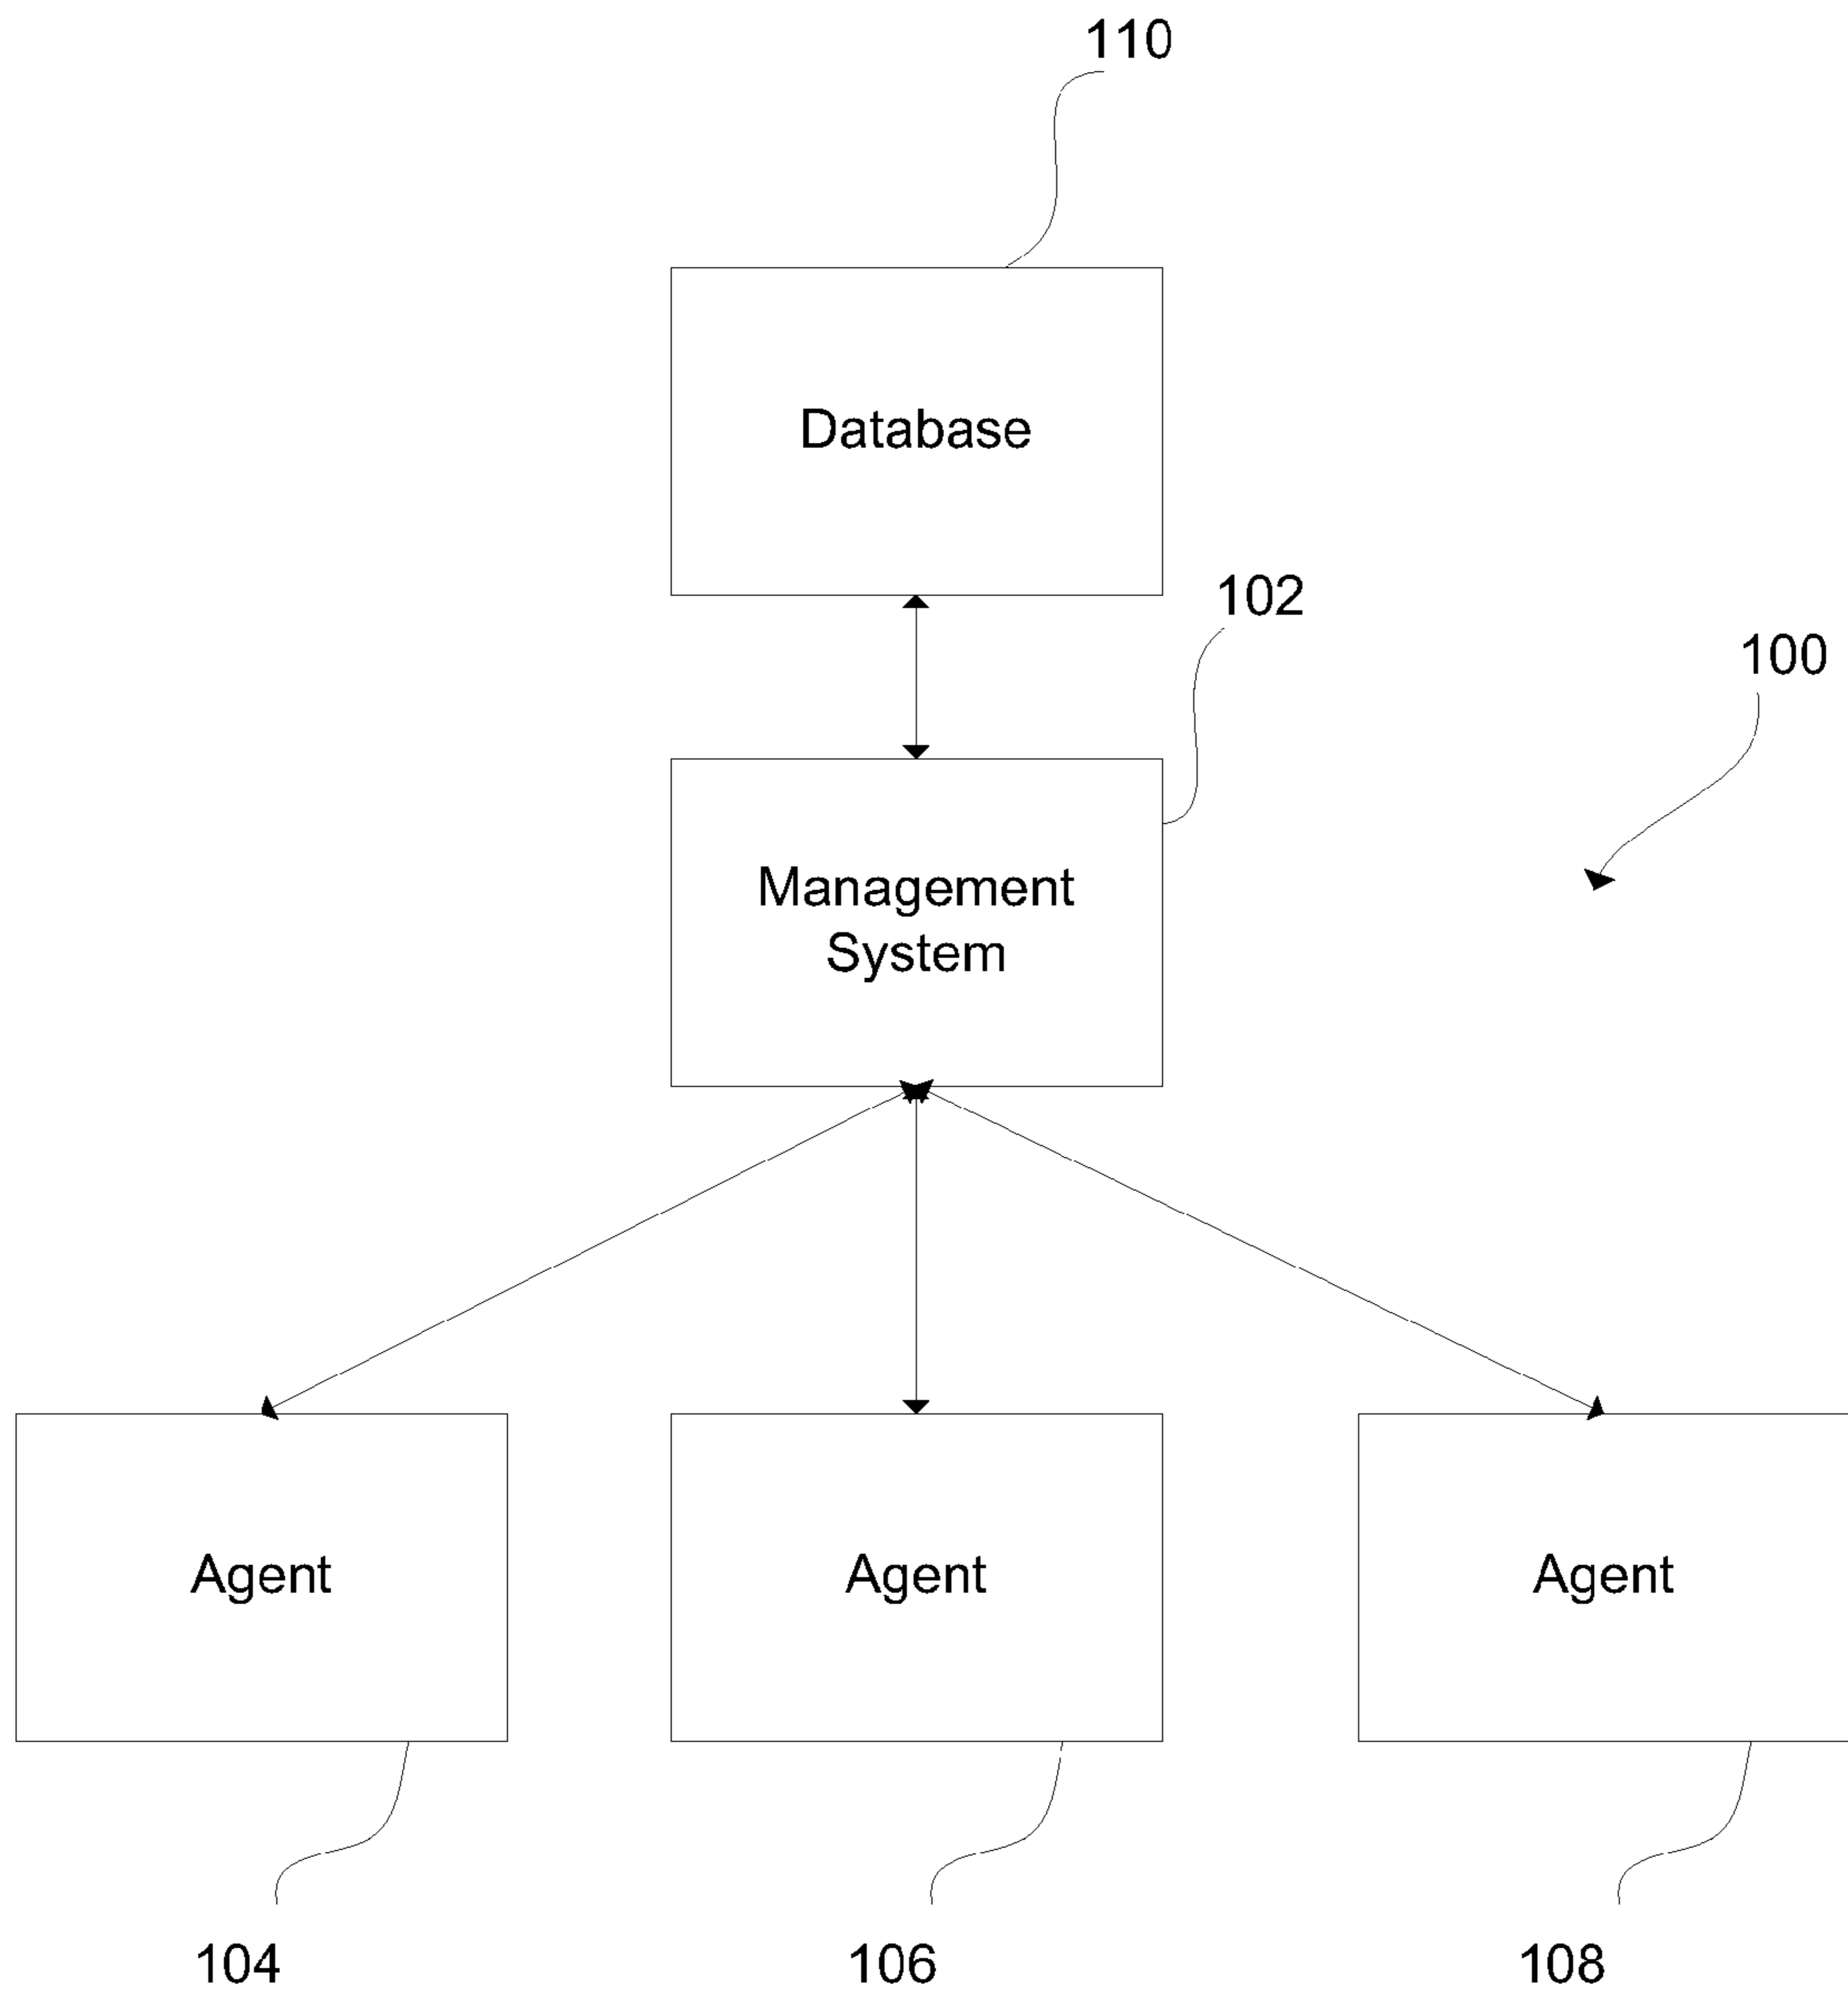 110
Database
102
100
Management
System
Agent
Agent
Agent
104
106
108